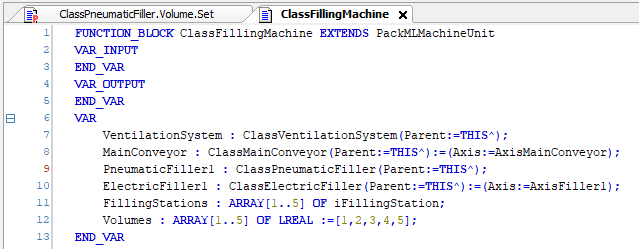 ClassPneumaticFiller.Volume.Set ClassFillingMachine
1 FUNCTION_BLOCK ClassFillingMachine EXTENDS PackMLMachineUnit
2 VAR_INPUT
3 END_VAR
4 VAR_OUTPUT
5 END_VAR
6 VAR
7 VentilationSystem : ClassVentilationSystem(Parent:=THIS^);
8 MainConveyor : ClassMainConveyor(Parent:=THIS^):=(Axis:=AxisMainConveyor);
9 PneumaticFiller1 : ClassPneumaticFiller(Parent:=THIS^);
10 ElectricFiller1 : ClassElectricFiller(Parent:=THIS^):=(Axis:=AxisFiller1);
11 FillingStations : ARRAY[1..5] OF iFillingStation;
12 Volumes : ARRAY[1..5] OF LREAL :=[1,2,3,4,5];
13 END_VAR